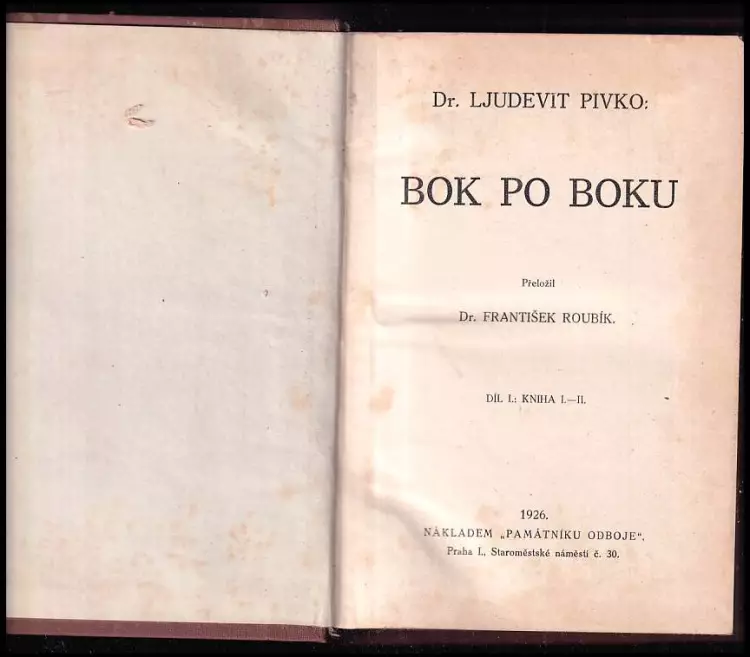 Dr. LJUDEVIT PIVKO:
BOK PO BOKU
Přeložil
Dr. FRANTIŠEK ROUBÍK.
DÍL I.: KNIHA I.—II.
1926.
NÁKLADEM „PAMÁTNÍKU ODBOJE“.
Praha I., Staroměstské náměstí č. 30.